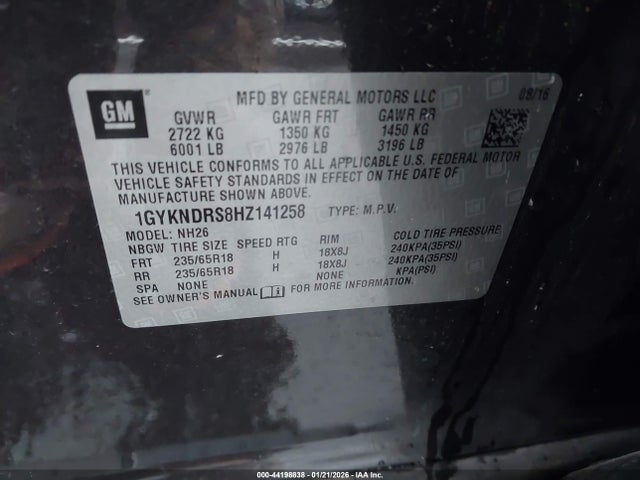 GM
MFD BY GENERAL MOTORS LLC 08/16
GVWR GAWR FRT GAWR RR
2722 KG 1350 KG 1450 KG
6001 LB 2976 LB 3196 LB
THIS VEHICLE CONFORMS TO ALL APPLICABLE U.S. FEDERAL MOTOR
VEHICLE SAFETY STANDARDS IN EFFECT ON THE DATE OF
MANUFACTURE SHOWN ABOVE.
1GYKNDRS8HZ141258 TYPE: M.P.V.
MODEL: NH26
NBGW TIRE SIZE SPEED RTG RIM COLD TIRE PRESSURE
FRT 235/65R18 H 18X8J 240KPA(35PSI)
RR 235/65R18 H 18X8J 240KPA(35PSI)
SPA NONE NONE KPA(PSI)
SEE OWNER'S MANUAL FOR MORE INFORMATION.
000-44198838 - 01/21/2026 - IAA Inc.